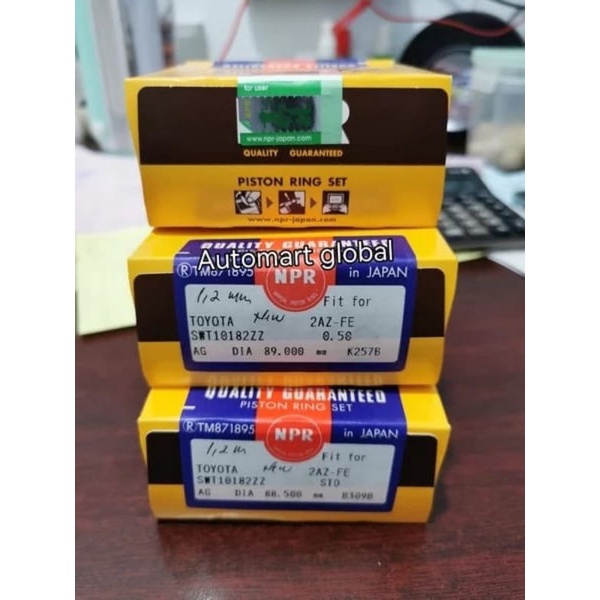 for user
www.npr-japan.com
QUALITY GUARANTEED
PISTON RING SET
www.npr-japan.com
QUALITY GUARANTEED
Automart global
®TM871895 NPR in JAPAN
1,2 mm Fit for
TOYOTA New 2AZ-FE
SWT10182ZZ 0.50
AG DIA 89.000 mm K257B
QUALITY GUARANTEED
PISTON RING SET
®TM871895 NPR in JAPAN
1,2 m Fit for
TOYOTA New 2AZ-FE
SWT10182ZZ STD
AG DIA 88.500 mm B309B